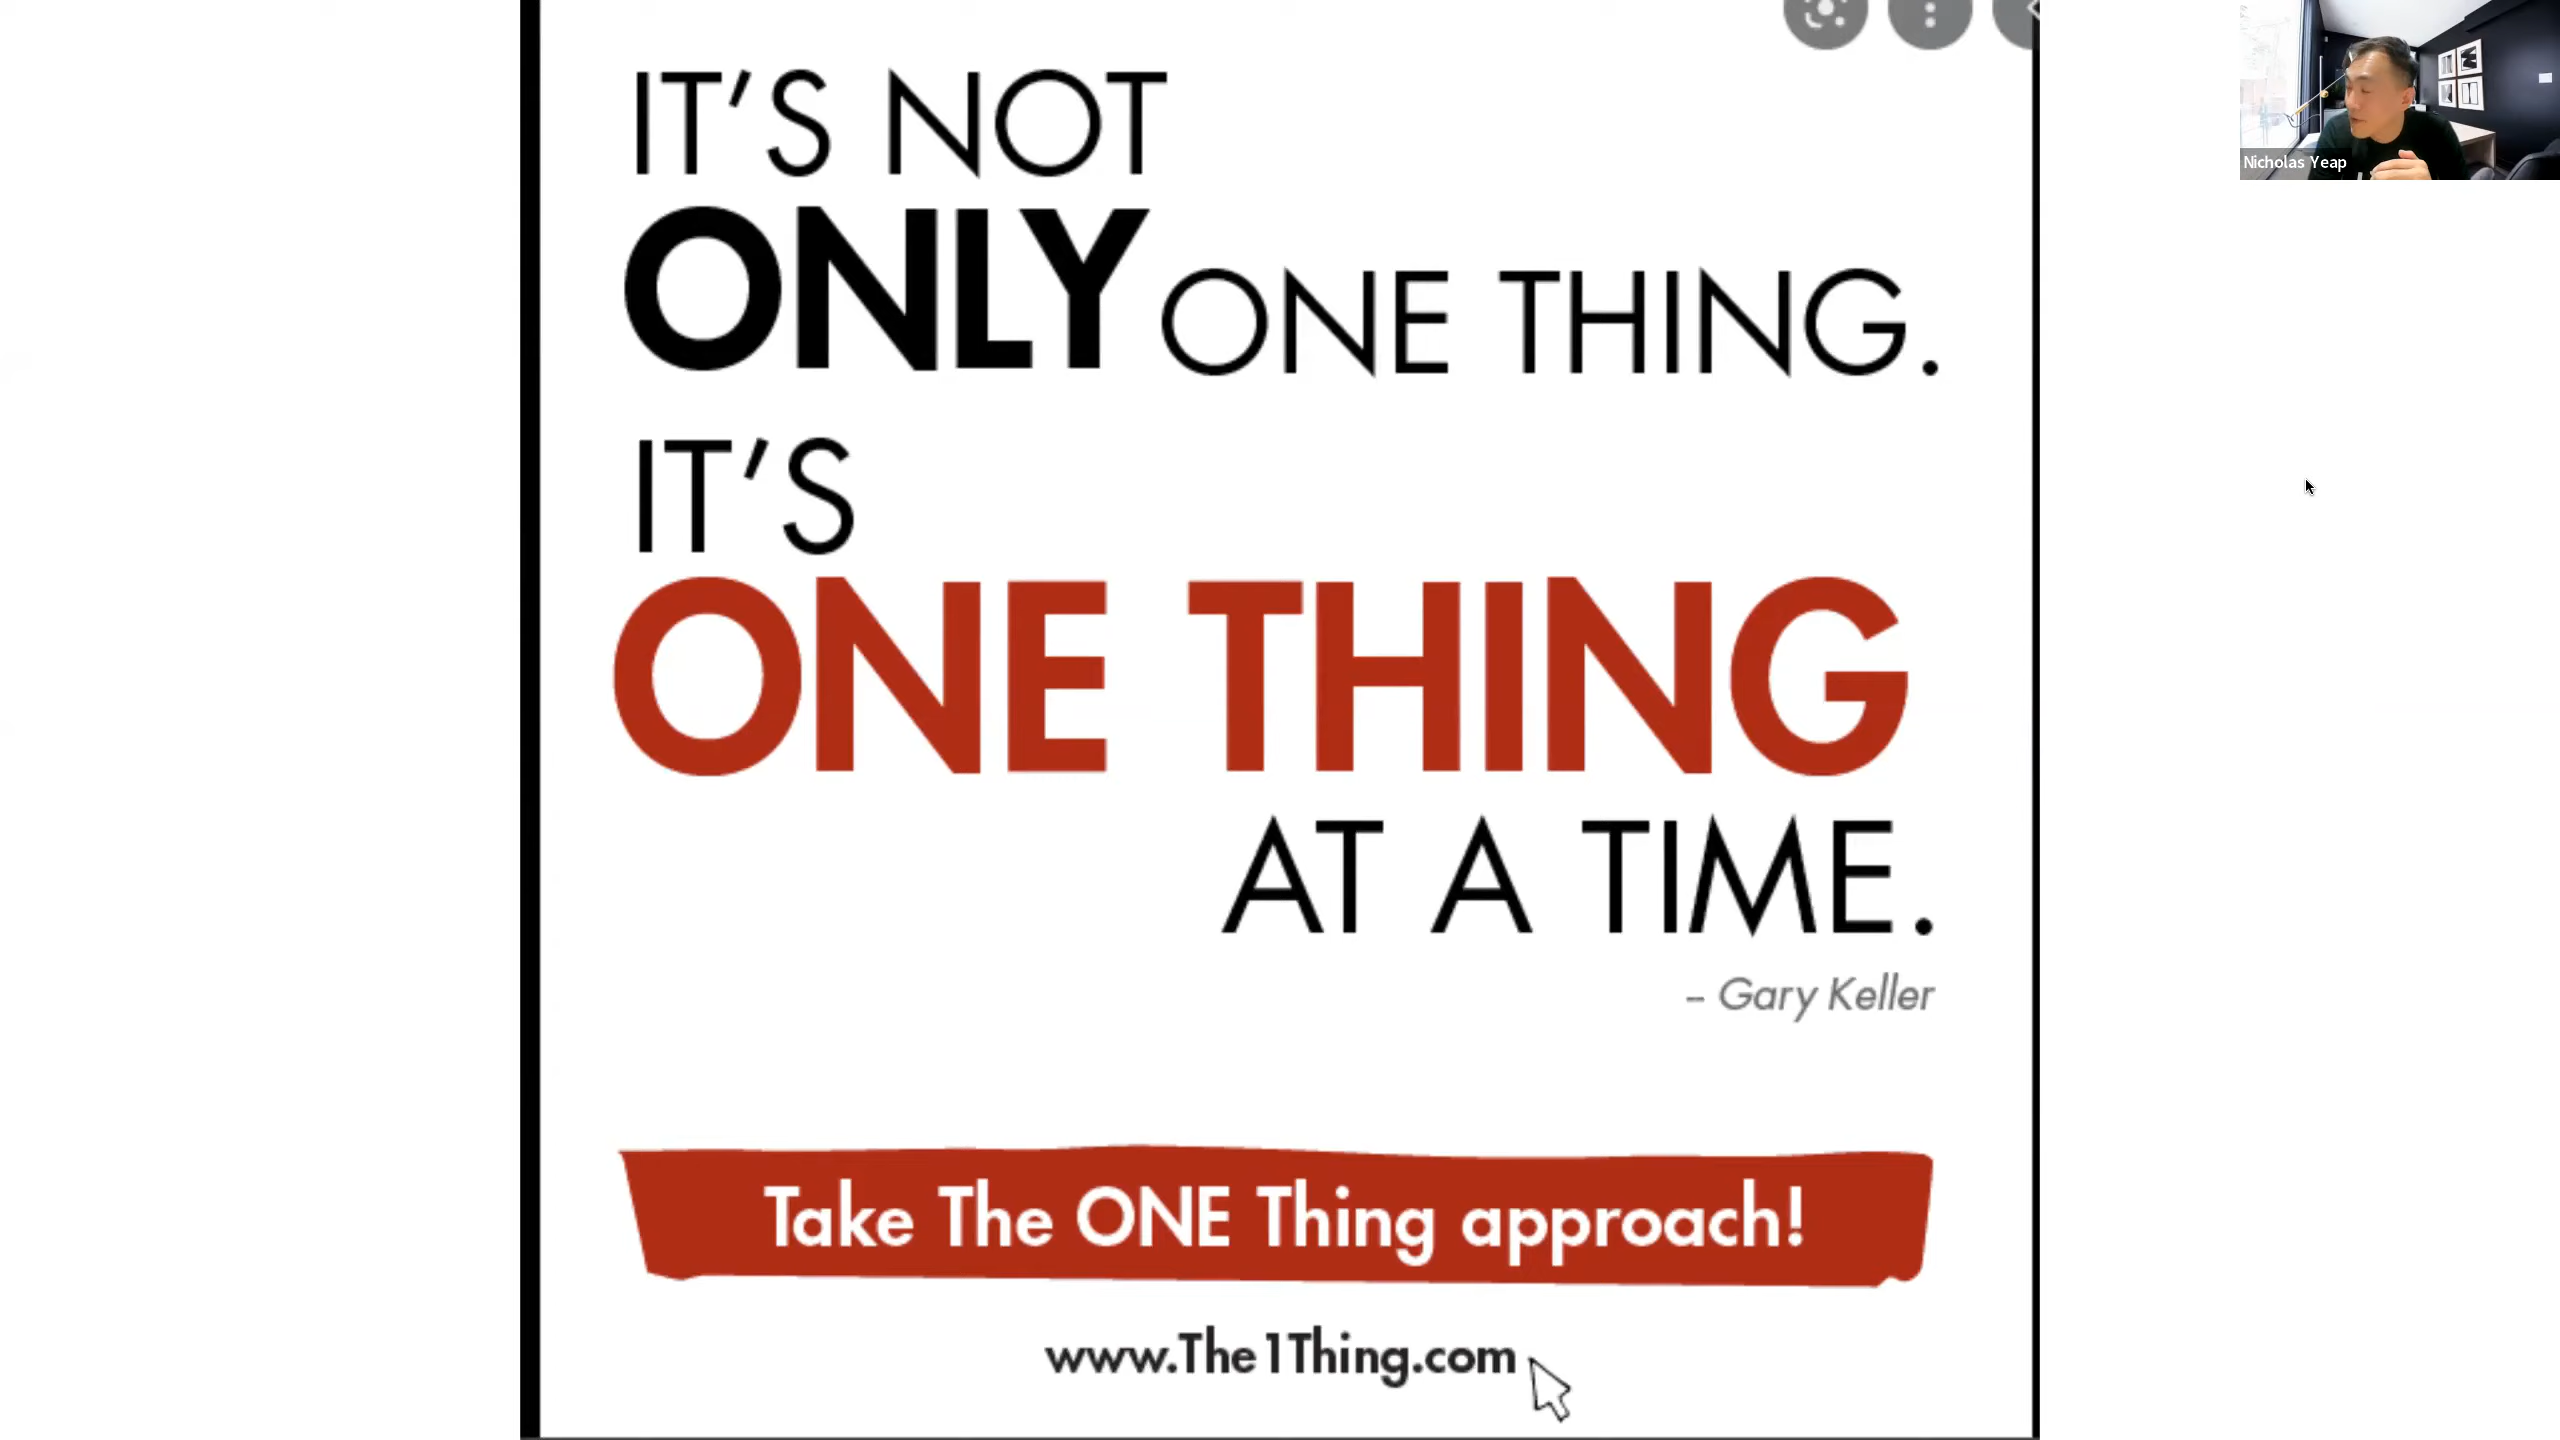 IT'S NOT
ONLY ONE THING.
IT'S
ONE THING
AT A TIME.
– Gary Keller
Take The ONE Thing approach!
www.The1Thing.com
Nicholas Yeap